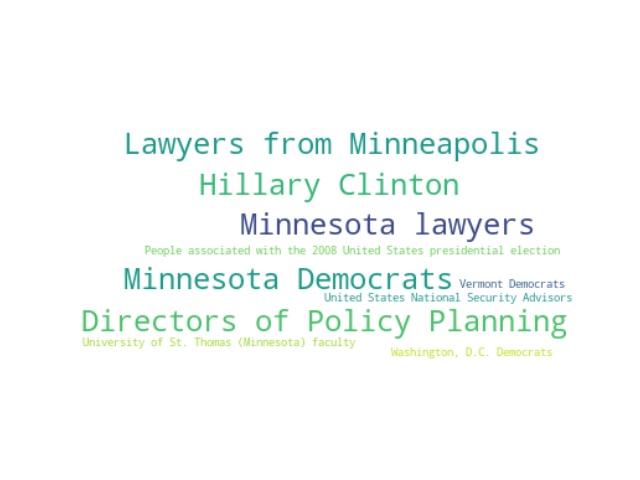 Lawyers from Minneapolis
Hillary Clinton
Minnesota lawyers
People associated with the 2008 United States presidential election
Minnesota Democrats
Vermont Democrats
United States National Security Advisors
Directors of Policy Planning
University of St. Thomas (Minnesota) faculty
Washington, D.C. Democrats